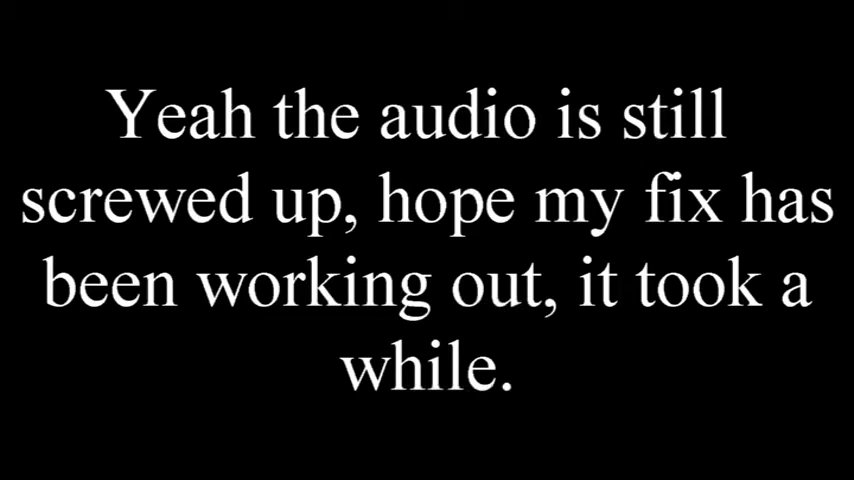 Yeah the audio is still
screwed up, hope my fix has
been working out, it took a
while.